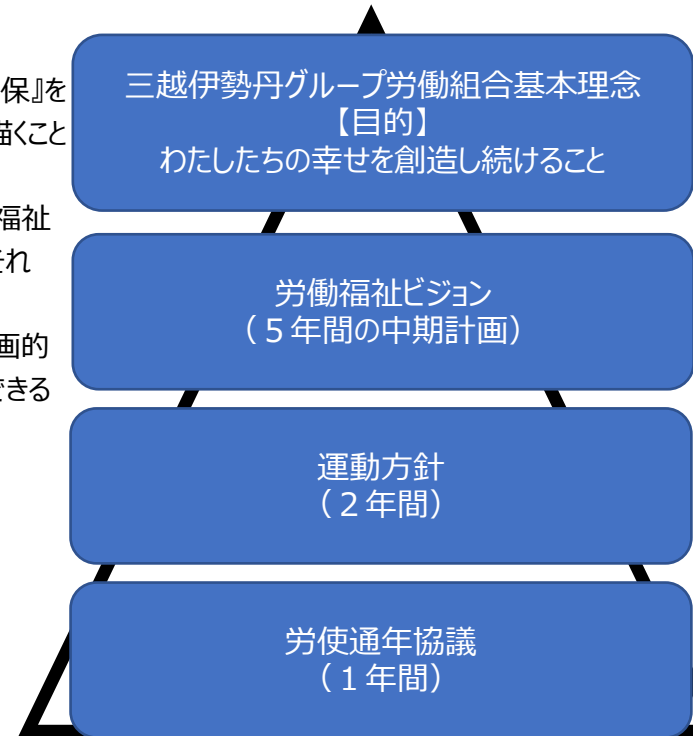 保』を
描くこと
福祉
それ
画的
できる
三越伊勢丹グループ労働組合基本理念
【目的】
わたしたちの幸せを創造し続けること
労働福祉ビジョン
（５年間の中期計画）
運動方針
（２年間）
労使通年協議
（１年間）